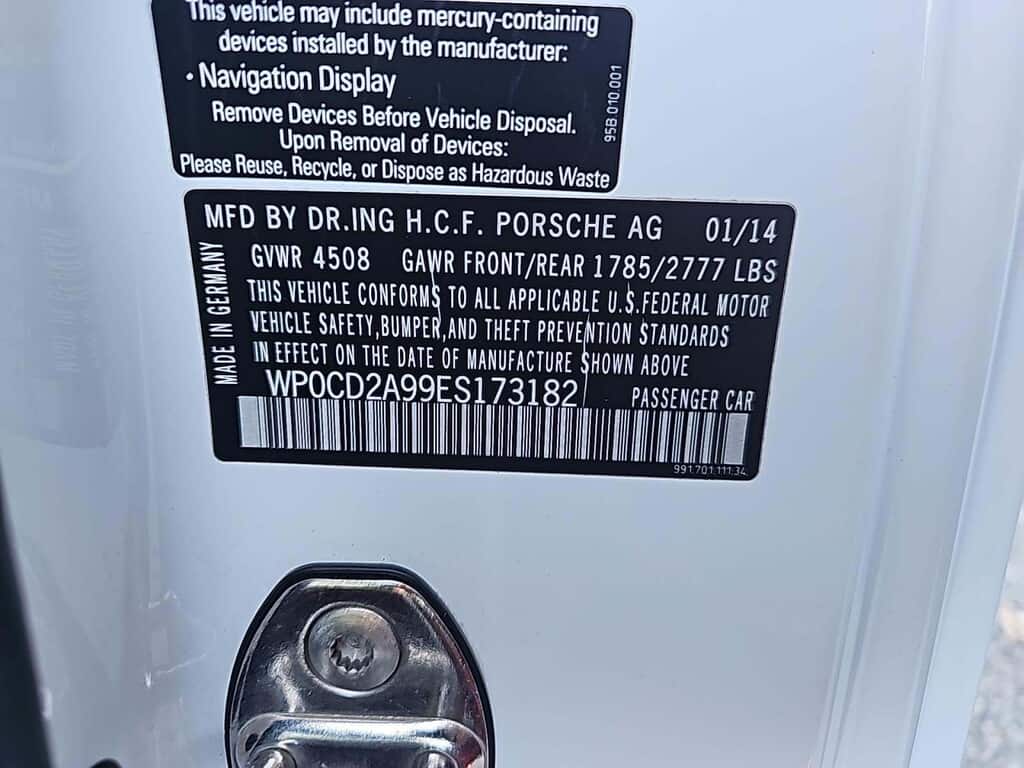 This vehicle may include mercury-containing
devices installed by the manufacturer:
• Navigation Display
Remove Devices Before Vehicle Disposal.
Upon Removal of Devices:
Please Reuse, Recycle, or Dispose as Hazardous Waste
95B 010.001
MFD BY DR.ING H.C.F. PORSCHE AG 01/14
GVWR 4508 GAWR FRONT/REAR 1785/2777 LBS
THIS VEHICLE CONFORMS TO ALL APPLICABLE U.S.FEDERAL MOTOR
VEHICLE SAFETY,BUMPER,AND THEFT PREVENTION STANDARDS
IN EFFECT ON THE DATE OF MANUFACTURE SHOWN ABOVE
MADE IN GERMANY
WP0CD2A99ES173182 PASSENGER CAR
991.701.111.34